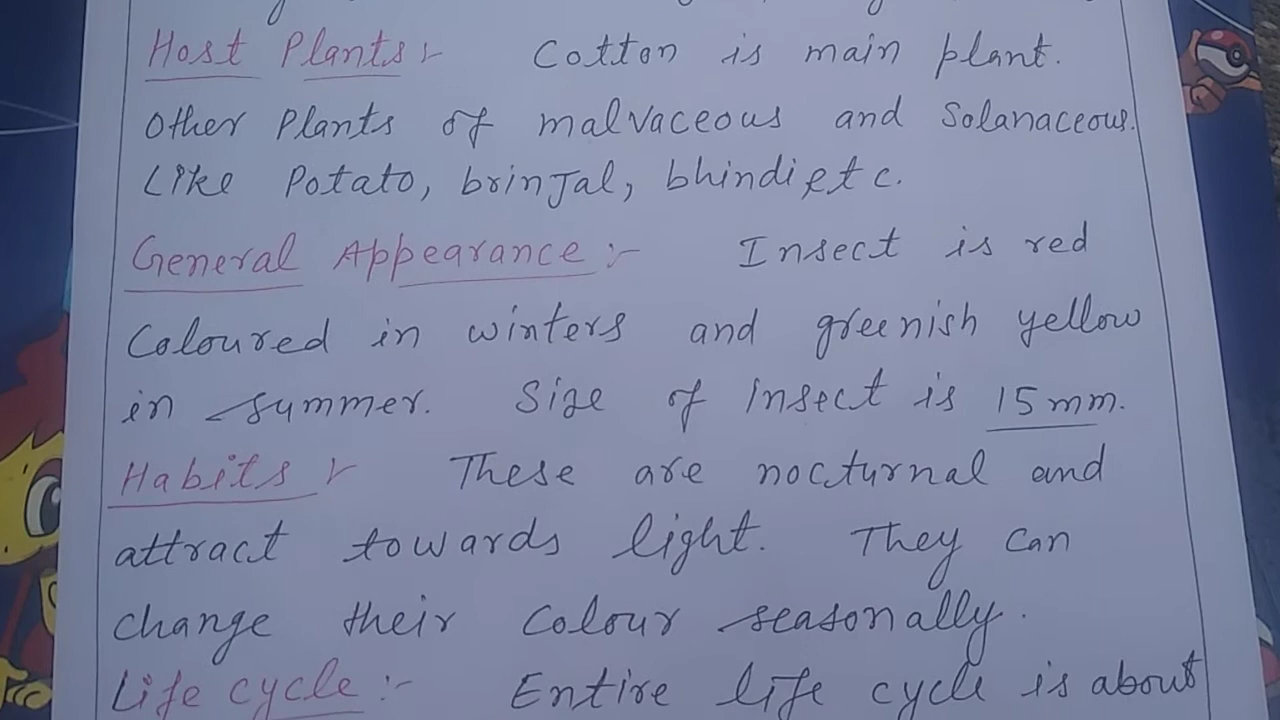 Host Plants :- Cotton is main plant.
Other Plants of malvaceous and Solanaceous.
Like Potato, brinjal, bhindi etc.
General Appearance :- Insect is red
Coloured in winters and greenish yellow
in summer. Size of insect is 15 mm.
Habits :- These are nocturnal and
attract towards light. They can
change their colour seasonally.
Life cycle :- Entire life cycle is about